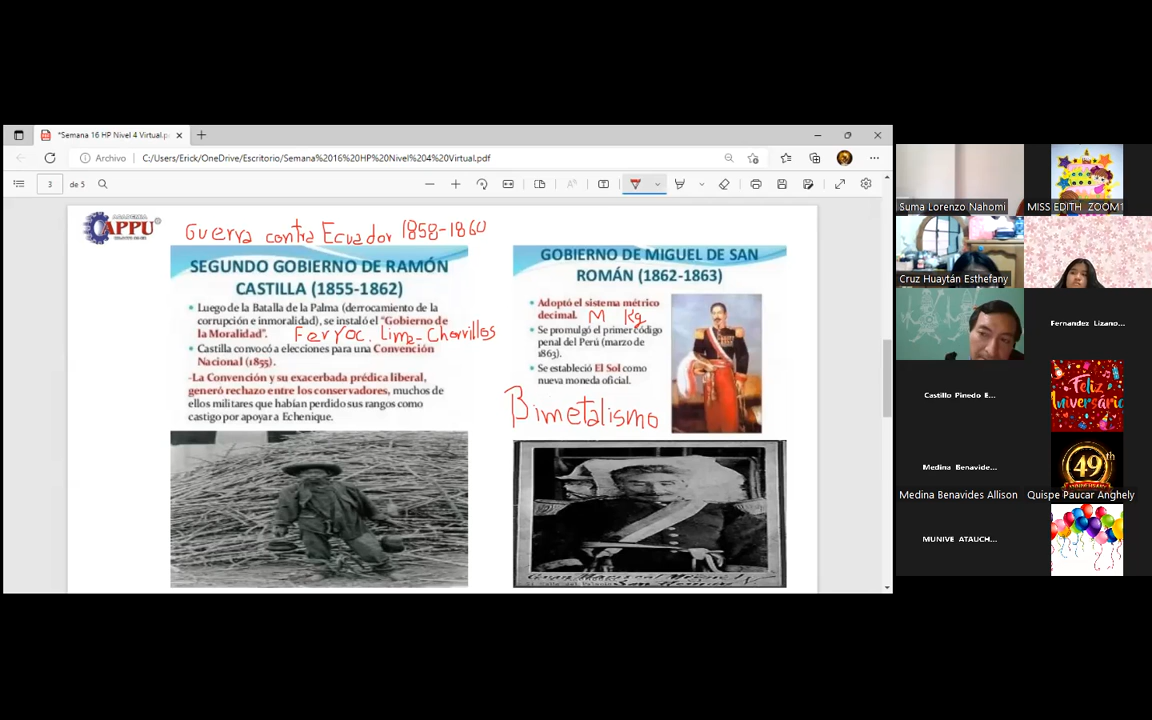 *Semana 16 HP Nivel 4 Virtual.p
Archivo
C:/Users/Erick/OneDrive/Escritorio/Semana%2016%20HP%20Nivel%204%20Virtual.pdf
3 de 5
ACADEMIA
APPU
Guerra contra Ecuador 1858-1860
SEGUNDO GOBIERNO DE RAMÓN
CASTILLA (1855-1862)
Luego de la Batalla de la Palma (derrocamiento de la
corrupción e inmoralidad), se instaló el "Gobierno de
la Moralidad".
Ferroc. Lima-Chorrillos
Castilla convocó a elecciones para una Convención
Nacional (1855).
-La Convención y su exacerbada prédica liberal,
generó rechazo entre los conservadores, muchos de
ellos militares que habían perdido sus rangos como
castigo por apoyar a Echenique.
GOBIERNO DE MIGUEL DE SAN
ROMÁN (1862-1863)
Adoptó el sistema métrico
decimal.
M Kg
Se promulgó el primer código
penal del Perú (marzo de
1863).
Se estableció El Sol como
nueva moneda oficial.
Bimetalismo
San Román
Suma Lorenzo Nahomi
MISS EDITH ZOOM1
Cruz Huaytán Esthefany
Fernandez Lizano...
Castillo Pinedo E...
Feliz
Aniversário
Medina Benavide...
Medina Benavides Allison
49th
ANNIVERSARY
Quispe Paucar Anghely
MUNIVE ATAUCH...